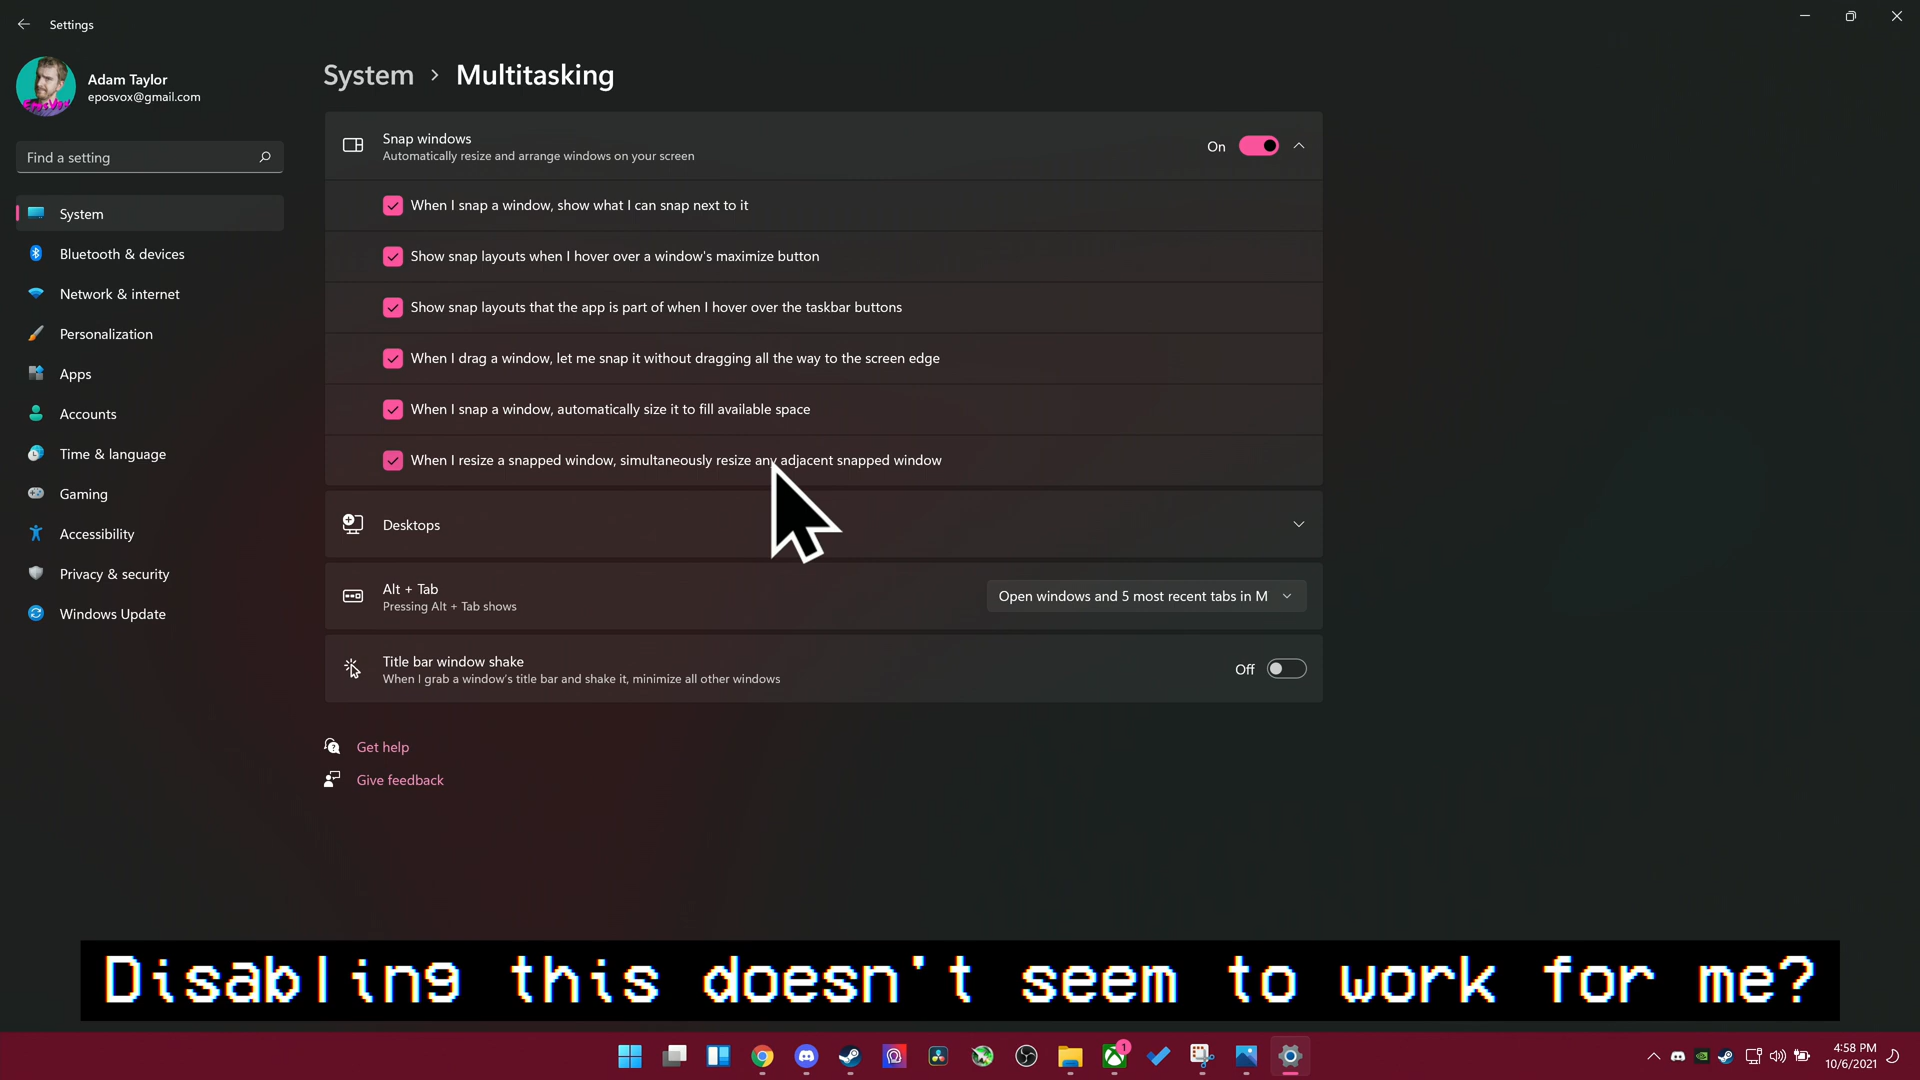 Settings
Adam Taylor
eposvox@gmail.com
EposVox
Find a setting
System
Bluetooth & devices
Network & internet
Personalization
Apps
Accounts
Time & language
Gaming
Accessibility
Privacy & security
Windows Update
System > Multitasking
Snap windows
Automatically resize and arrange windows on your screen
On
When I snap a window, show what I can snap next to it
Show snap layouts when I hover over a window's maximize button
Show snap layouts that the app is part of when I hover over the taskbar buttons
When I drag a window, let me snap it without dragging all the way to the screen edge
When I snap a window, automatically size it to fill available space
When I resize a snapped window, simultaneously resize any adjacent snapped window
Desktops
Alt + Tab
Pressing Alt + Tab shows
Open windows and 5 most recent tabs in M
Title bar window shake
When I grab a window's title bar and shake it, minimize all other windows
Off
Get help
Give feedback
Disabling this doesn't seem to work for me?
1
4:58 PM
10/6/2021